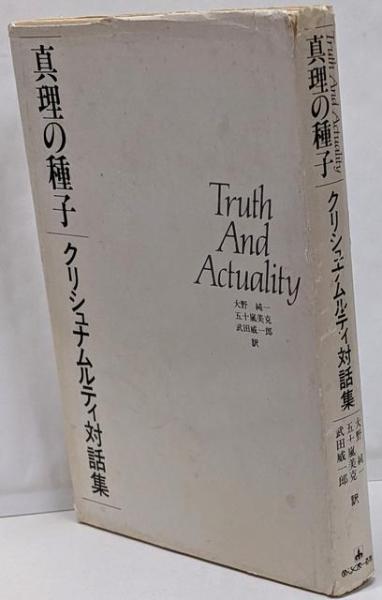 真理の種子
クリシュナムルティ対話集
Truth
And
Actuality
大野 純一
五十嵐美克
武田威一郎
訳
Truth And Actuality
真理の種子
クリシュナムルティ対話集
大野 純一
五十嵐美克
武田威一郎
訳